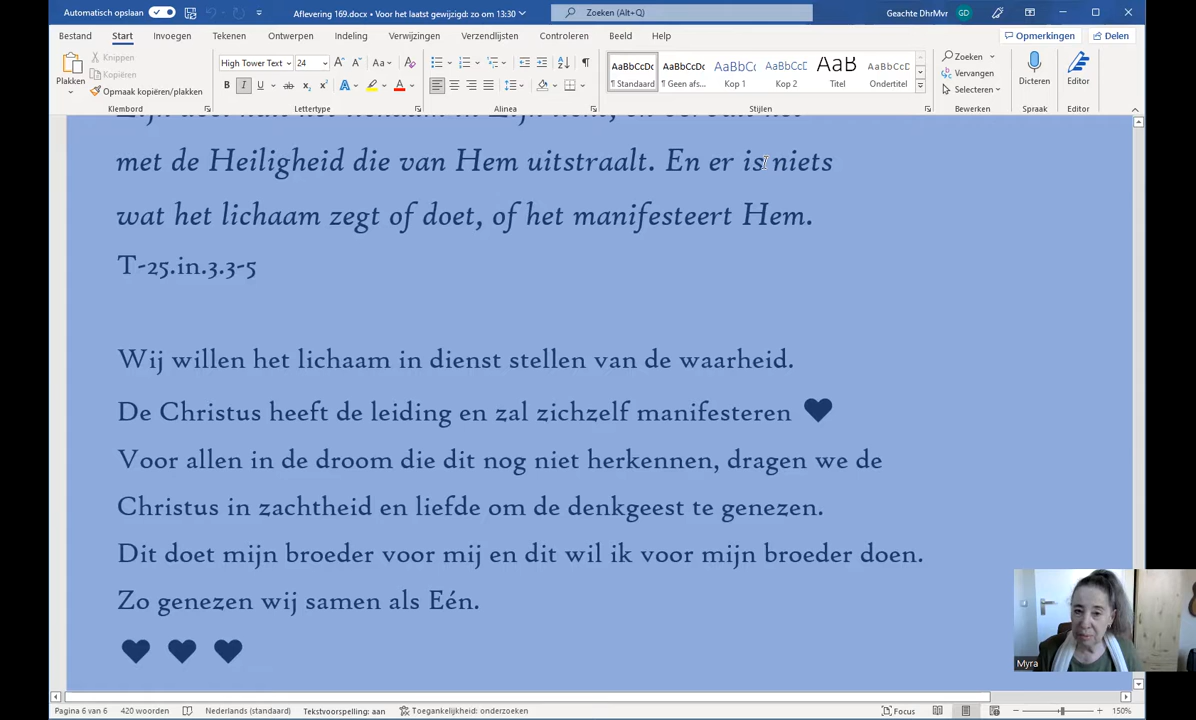 Automatisch opslaan
Aflevering 169.docx • Voor het laatst gewijzigd: zo om 13:30
Zoeken (Alt+Q)
Geachte DhrMvr GD
Bestand Start Invoegen Tekenen Ontwerpen Indeling Verwijzingen Verzendlijsten Controleren Beeld Help Opmerkingen Delen
Plakken
Knippen
Kopiëren
Opmaak kopiëren/plakken
Klembord
High Tower Text 24
Lettertype
Alinea
AaBbCcDc AaBbCcDc AaBbCc AaBbCcD AaB AaBbCcD
¶ Standaard ¶ Geen afs... Kop 1 Kop 2 Titel Ondertitel
Stijlen
Zoeken
Vervangen
Selecteren
Bewerken
Dicteren
Spraak
Editor
Editor
met de Heiligheid die van Hem uitstraalt. En er is niets
wat het lichaam zegt of doet, of het manifesteert Hem.
T-25.in.3.3-5
Wij willen het lichaam in dienst stellen van de waarheid.
De Christus heeft de leiding en zal zichzelf manifesteren
Voor allen in de droom die dit nog niet herkennen, dragen we de
Christus in zachtheid en liefde om de denkgeest te genezen.
Dit doet mijn broeder voor mij en dit wil ik voor mijn broeder doen.
Zo genezen wij samen als Eén.
Myra
Pagina 6 van 6 420 woorden Nederlands (standaard) Tekstvoorspelling: aan Toegankelijkheid: onderzoeken Focus 150%